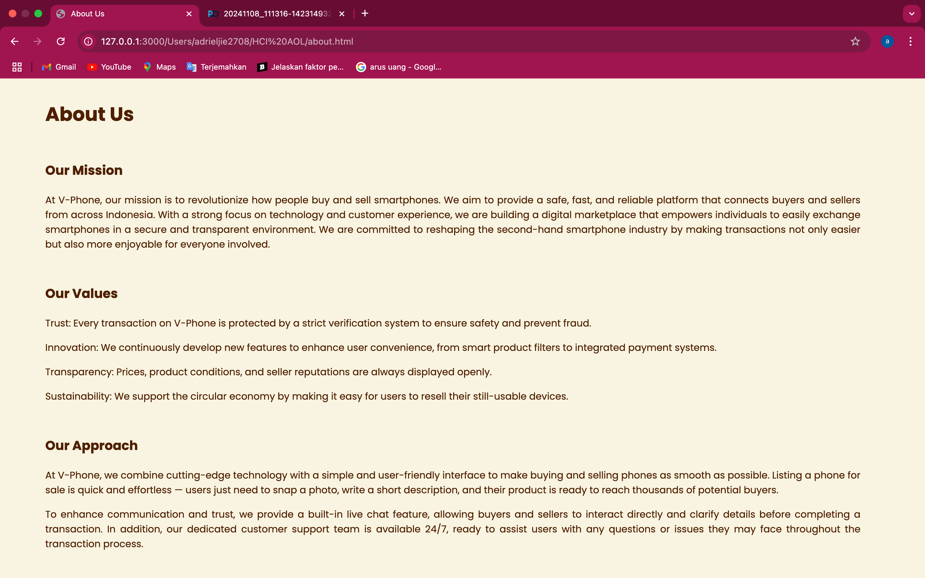 About Us
20241108_111316-14231493
127.0.0.1:3000/Users/adrieljie2708/HCI%20AOL/about.html
a
Gmail
YouTube
Maps
Terjemahkan
Jelaskan faktor pe...
arus uang - Googl...
About Us
Our Mission
At V-Phone, our mission is to revolutionize how people buy and sell smartphones. We aim to provide a safe, fast, and reliable platform that connects buyers and sellers
from across Indonesia. With a strong focus on technology and customer experience, we are building a digital marketplace that empowers individuals to easily exchange
smartphones in a secure and transparent environment. We are committed to reshaping the second-hand smartphone industry by making transactions not only easier
but also more enjoyable for everyone involved.
Our Values
Trust: Every transaction on V-Phone is protected by a strict verification system to ensure safety and prevent fraud.
Innovation: We continuously develop new features to enhance user convenience, from smart product filters to integrated payment systems.
Transparency: Prices, product conditions, and seller reputations are always displayed openly.
Sustainability: We support the circular economy by making it easy for users to resell their still-usable devices.
Our Approach
At V-Phone, we combine cutting-edge technology with a simple and user-friendly interface to make buying and selling phones as smooth as possible. Listing a phone for
sale is quick and effortless — users just need to snap a photo, write a short description, and their product is ready to reach thousands of potential buyers.
To enhance communication and trust, we provide a built-in live chat feature, allowing buyers and sellers to interact directly and clarify details before completing a
transaction. In addition, our dedicated customer support team is available 24/7, ready to assist users with any questions or issues they may face throughout the
transaction process.